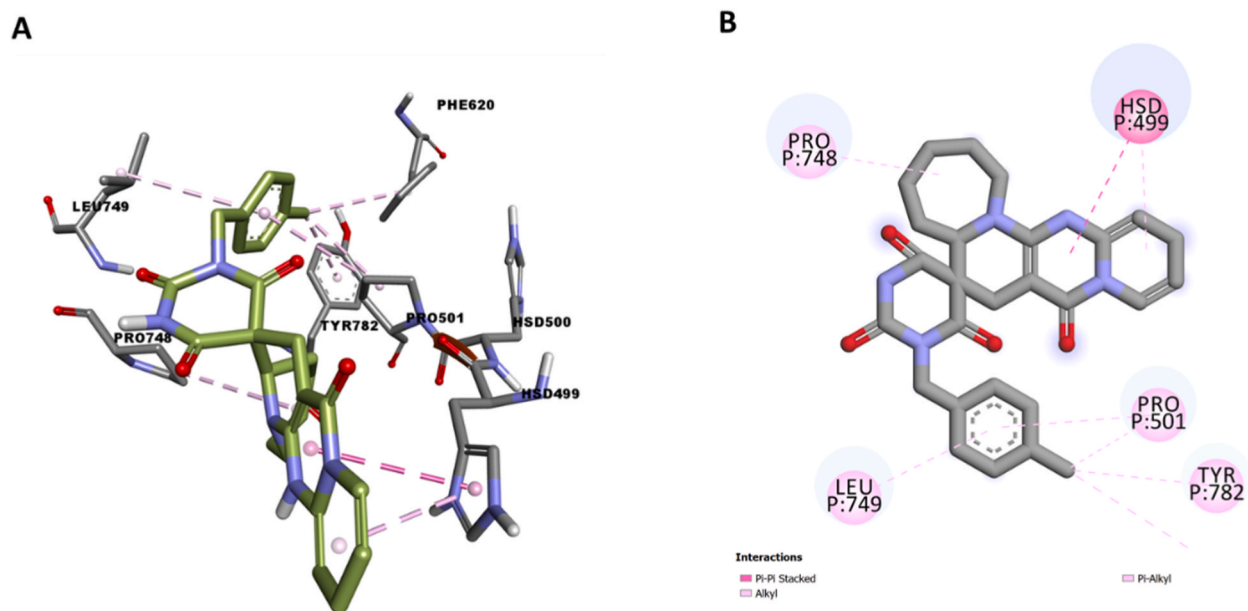 A
PHE620
LEU749
TYR782
PRO501
HSD500
PRO748
HSD499
B
HSD
P:499
PRO
P:748
PRO
P:501
LEU
P:749
TYR
P:782
Interactions
Pi-Pi Stacked
Alkyl
Pi-Alkyl